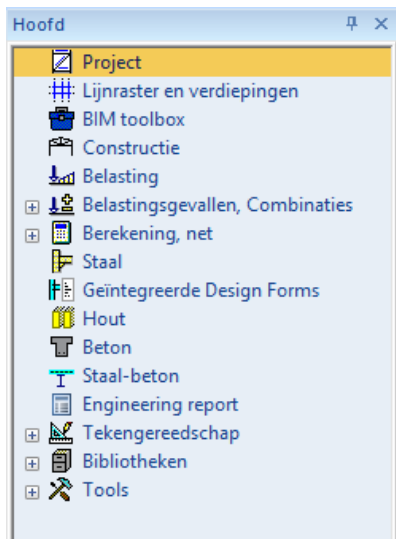 Hoofd
Project
Lijnraster en verdiepingen
BIM toolbox
Constructie
Belasting
Belastingsgevallen, Combinaties
Berekening, net
Staal
Geïntegreerde Design Forms
Hout
Beton
Staal-beton
Engineering report
Tekengereedschap
Bibliotheken
Tools